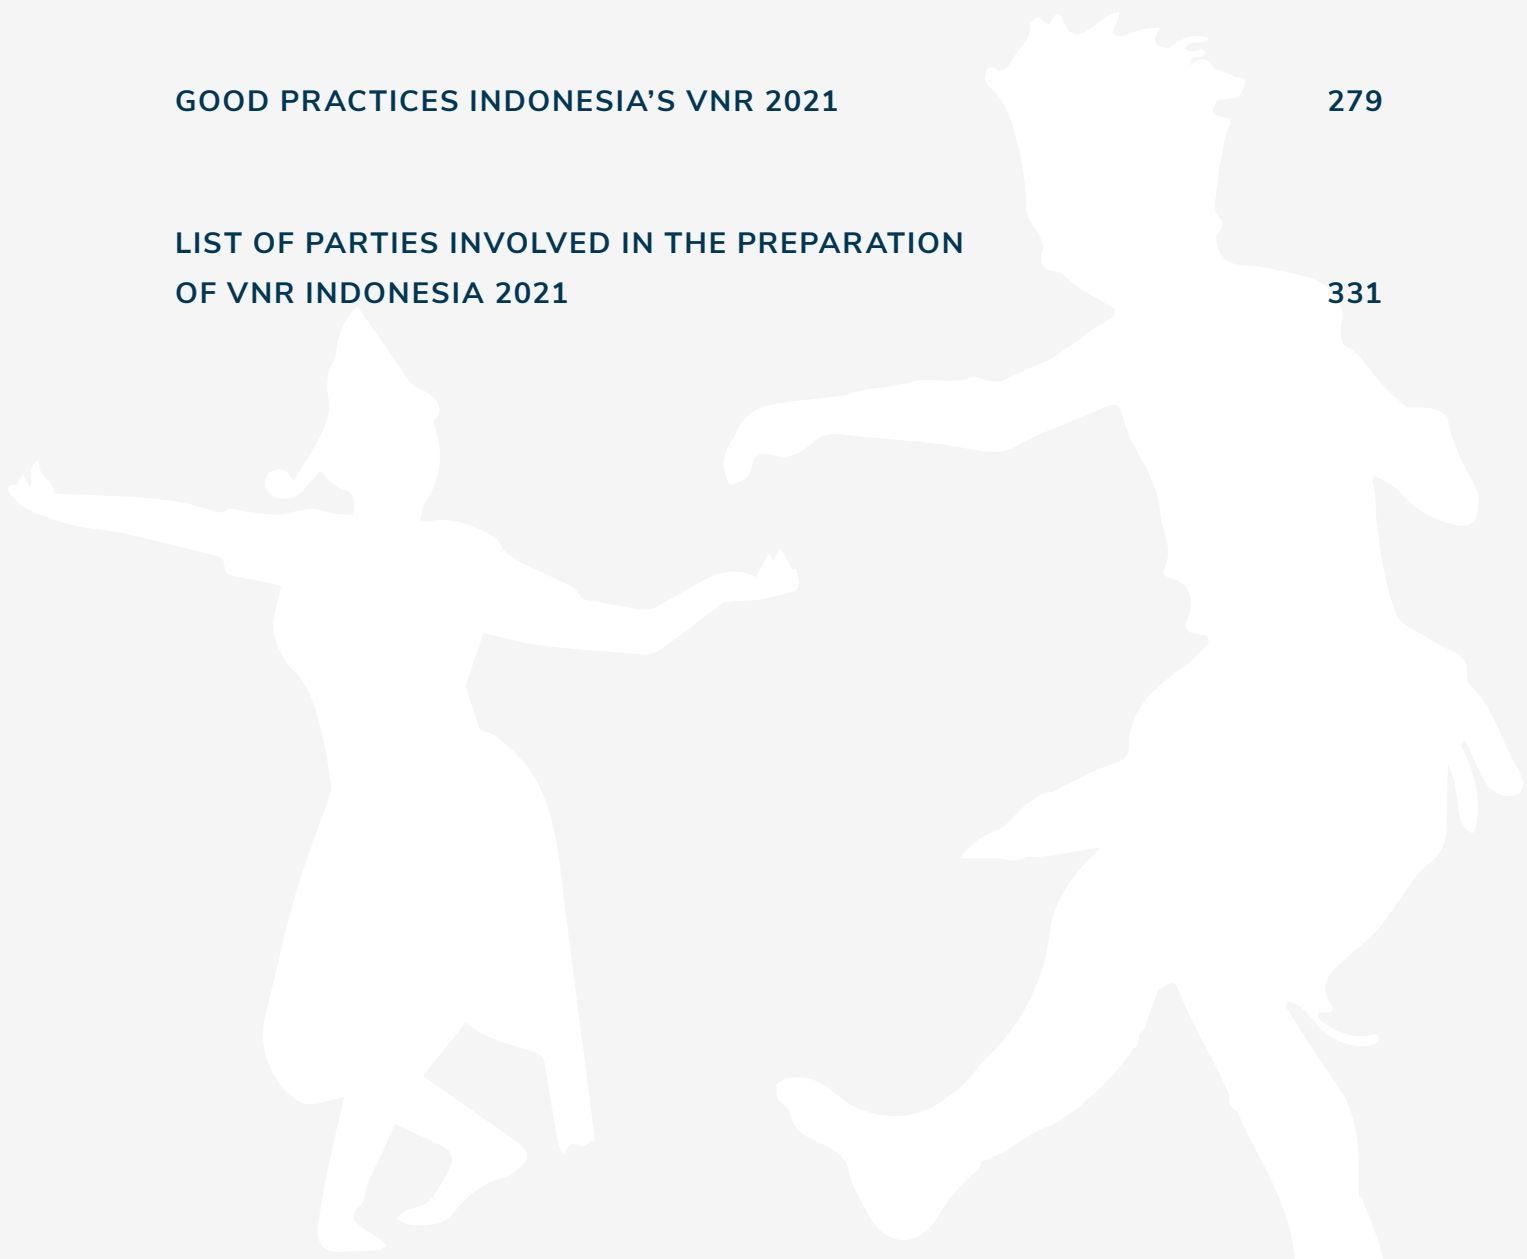 GOOD PRACTICES INDONESIA’S VNR 2021 279
LIST OF PARTIES INVOLVED IN THE PREPARATION
OF VNR INDONESIA 2021 331